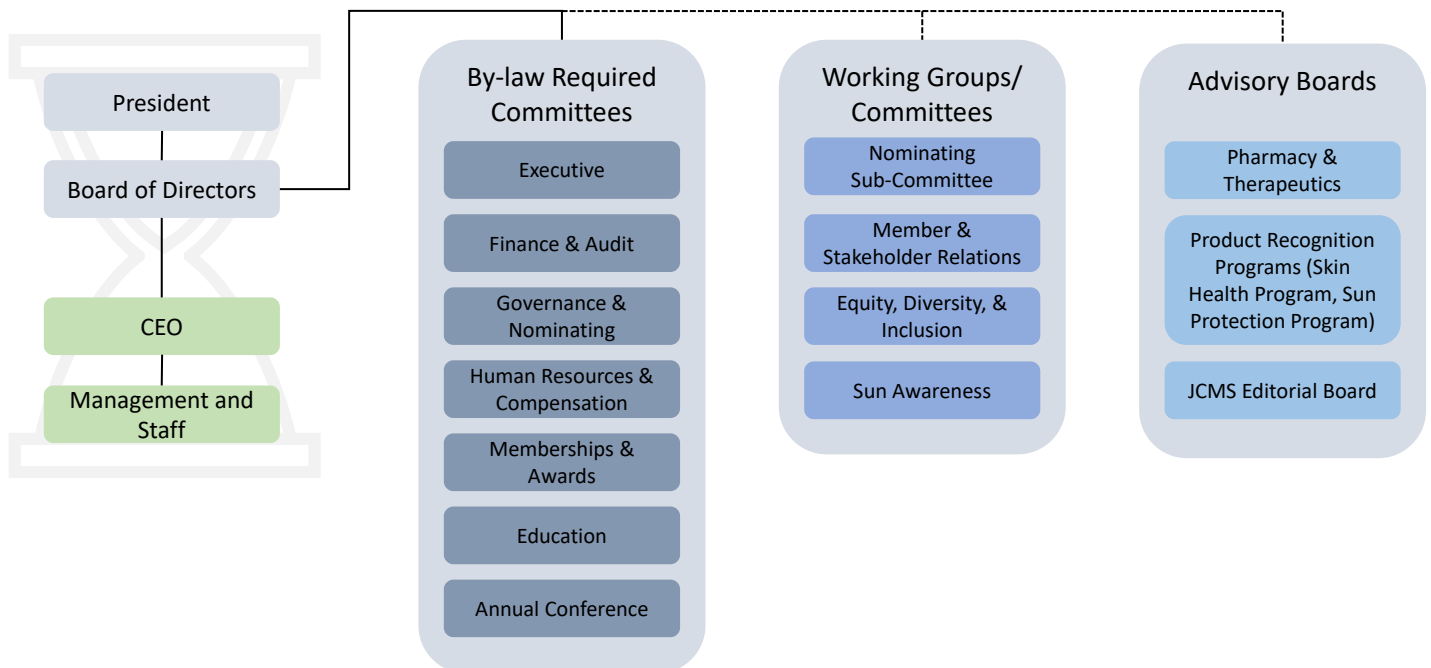 President
Board of Directors
CEO
Management and
Staff
By-law Required
Committees
Executive
Finance & Audit
Governance &
Nominating
Human Resources &
Compensation
Memberships &
Awards
Education
Annual Conference
Working Groups/
Committees
Nominating
Sub-Committee
Member &
Stakeholder Relations
Equity, Diversity, &
Inclusion
Sun Awareness
Advisory Boards
Pharmacy &
Therapeutics
Product Recognition
Programs (Skin
Health Program, Sun
Protection Program)
JCMS Editorial Board